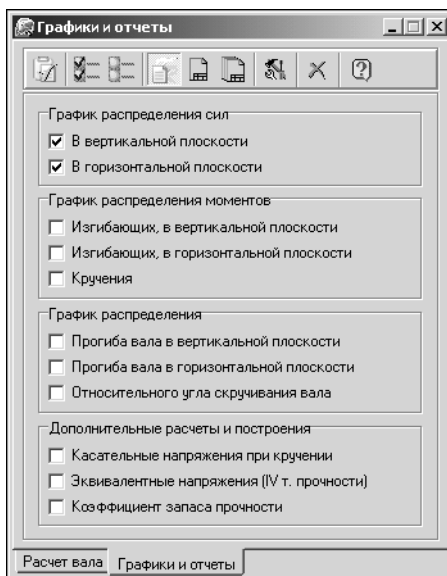 Графики и отчеты
График распределения сил
В вертикальной плоскости
В горизонтальной плоскости
График распределения моментов
Изгибающих, в вертикальной плоскости
Изгибающих, в горизонтальной плоскости
Кручения
График распределения
Прогиба вала в вертикальной плоскости
Прогиба вала в горизонтальной плоскости
Относительного угла скручивания вала
Дополнительные расчеты и построения
Касательные напряжения при кручении
Эквивалентные напряжения (IV т. прочности)
Коэффициент запаса прочности
Расчет вала Графики и отчеты